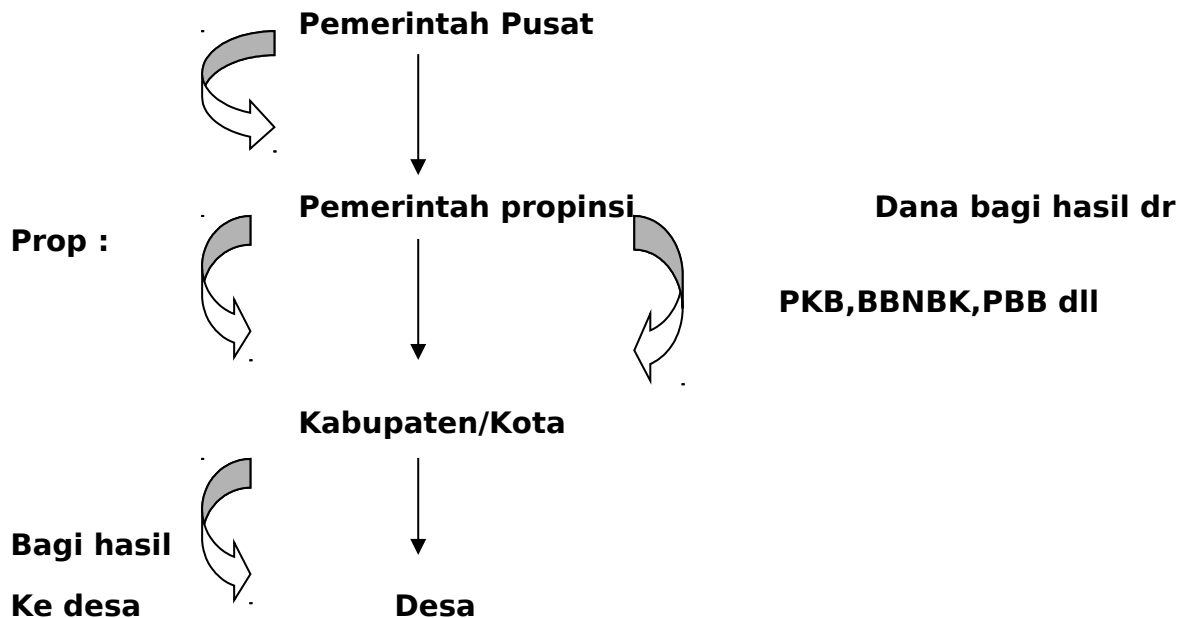 Pemerintah Pusat
Pemerintah propinsi
Dana bagi hasil dr
Prop :
PKB,BBNBK,PBB dll
Kabupaten/Kota
Bagi hasil
Ke desa
Desa